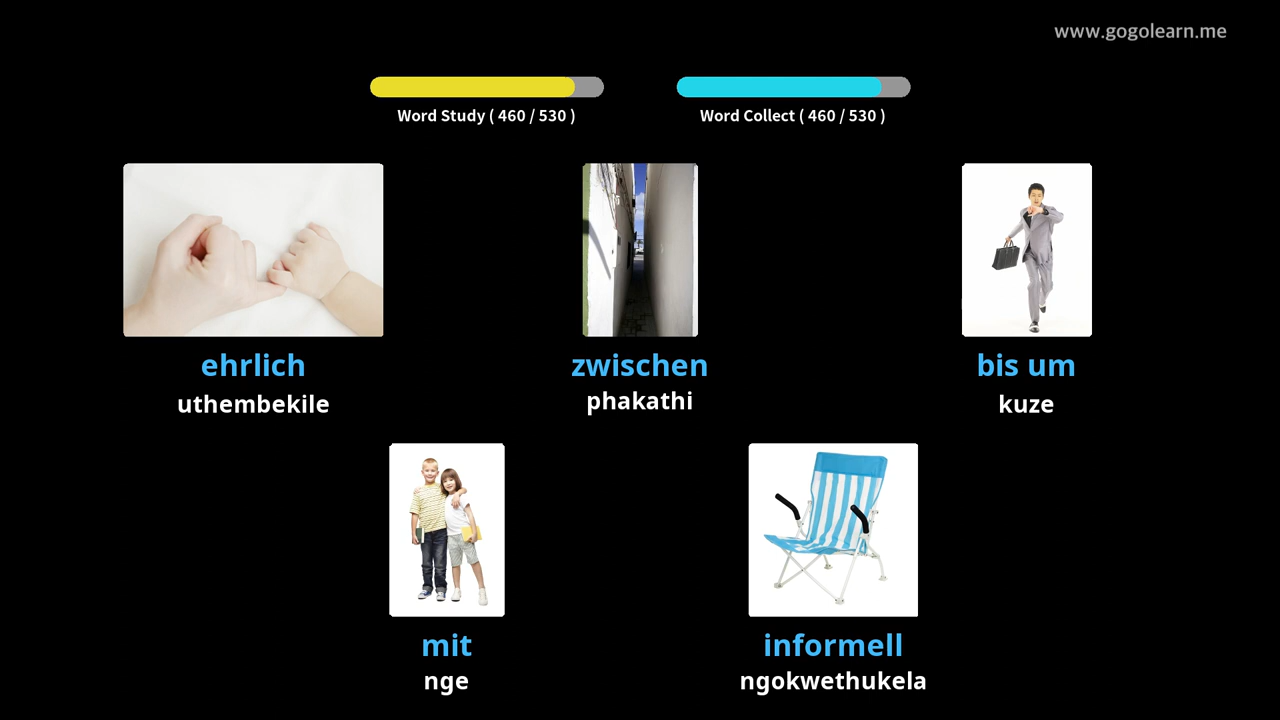 www.gogolearn.me
Word Study ( 460 / 530 )
Word Collect ( 460 / 530 )
ehrlich
uthembekile
zwischen
phakathi
bis um
kuze
mit
nge
informell
ngokwethukela